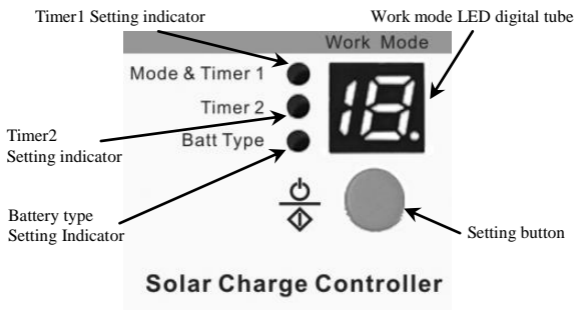 Timer1 Setting indicator
Work mode LED digital tube
Work Mode
Mode & Timer 1
Timer 2
Batt Type
18.
Timer2
Setting indicator
Battery type
Setting Indicator
Setting button
Solar Charge Controller